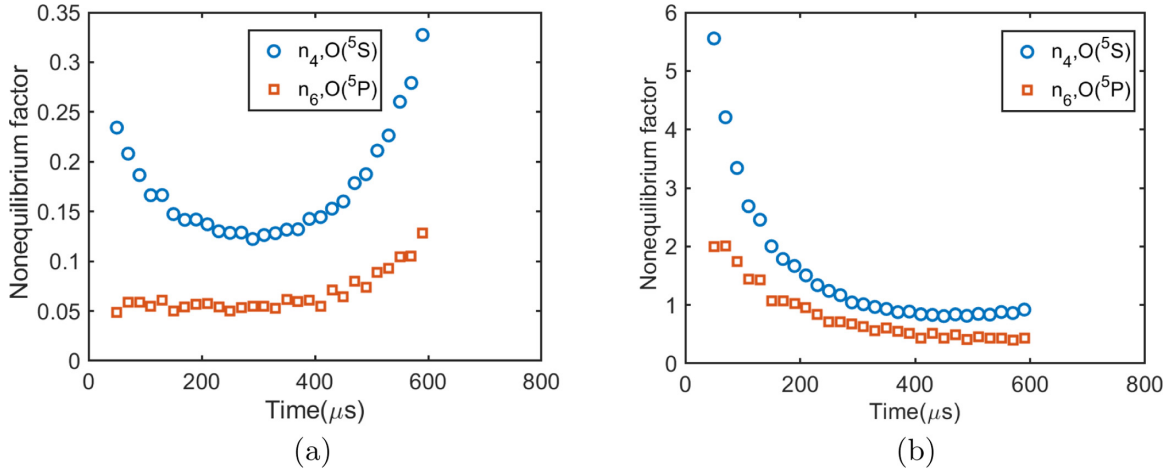 0.35
0.3
0.25
0.2
0.15
0.1
0.05
0
Nonequilibrium factor
n4,O(5S)
n6,O(5P)
0 200 400 600 800
Time(μs)
(a)
6
5
4
3
2
1
0
Nonequilibrium factor
n4,O(5S)
n6,O(5P)
0 200 400 600 800
Time(μs)
(b)